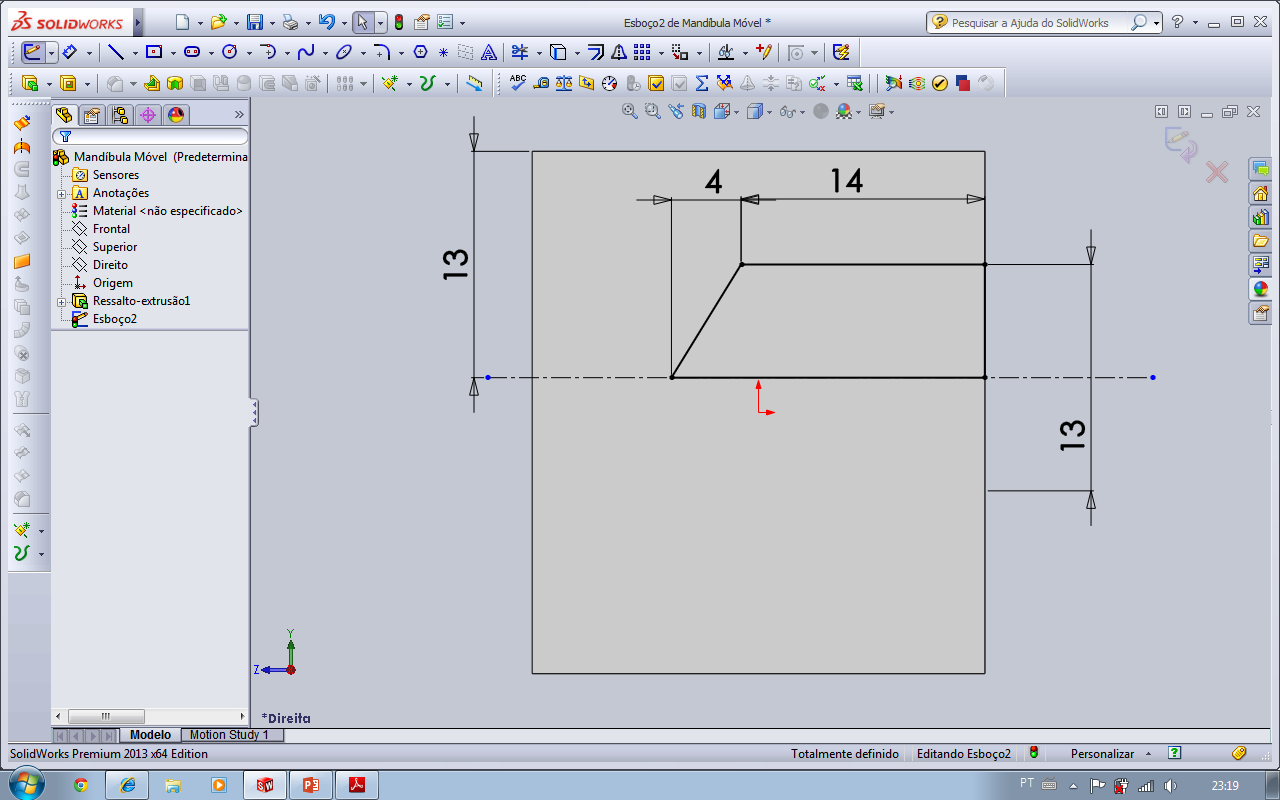 SOLIDWORKS
Esboço2 de Mandíbula Móvel *
Pesquisar a Ajuda do SolidWorks
ABC
Mandíbula Móvel (Predetermina
Sensores
Anotações
Material <não especificado>
Frontal
Superior
Direito
Origem
Ressalto-extrusão1
Esboço2
4
14
13
13
Y
Z
*Direita
Modelo
Motion Study 1
SolidWorks Premium 2013 x64 Edition
Totalmente definido
Editando Esboço2
Personalizar
PT
23:19